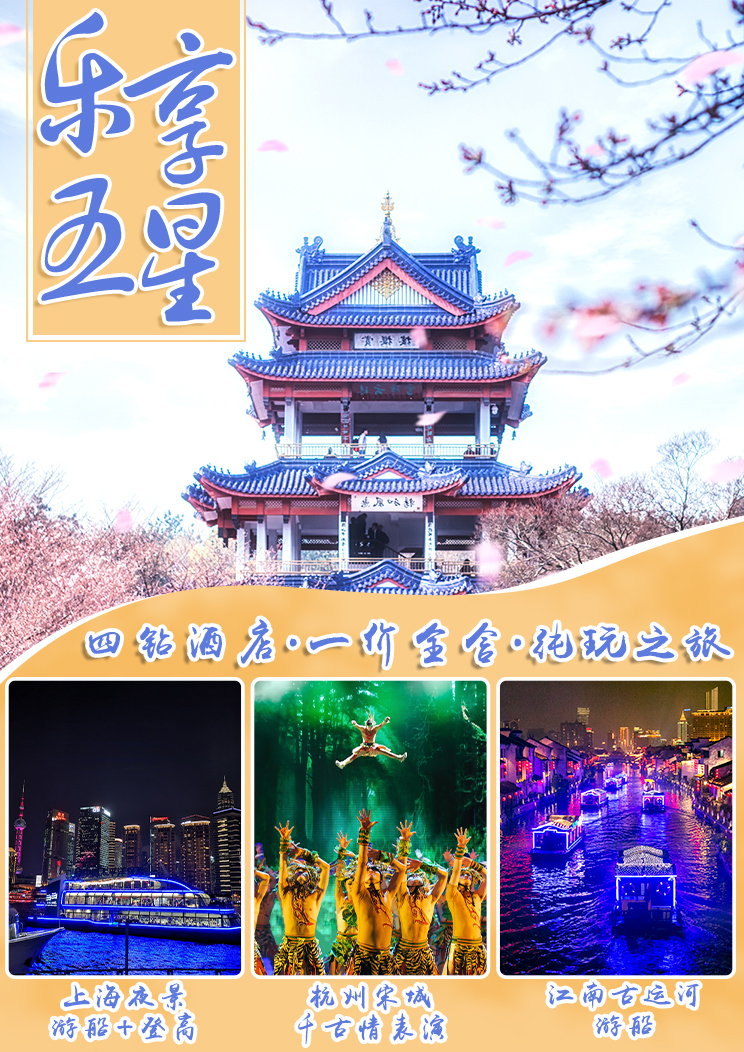 乐享
五星
四钻酒店·一价全含·纯玩之旅
上海夜景
游船+登高
杭州宋城
千古情表演
江南古运河
游船